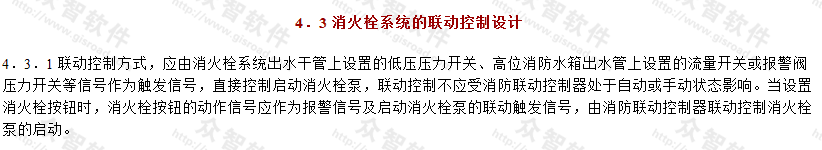 4．3 消火栓系统的联动控制设计
4．3．1 联动控制方式，应由消火栓系统出水干管上设置的低压压力开关、高位消防水箱出水管上设置的流量开关或报警阀
压力开关等信号作为触发信号，直接控制启动消火栓泵，联动控制不应受消防联动控制器处于自动或手动状态影响。当设置
消火栓按钮时，消火栓按钮的动作信号应作为报警信号及启动消火栓泵的联动触发信号，由消防联动控制器联动控制消火栓
泵的启动。